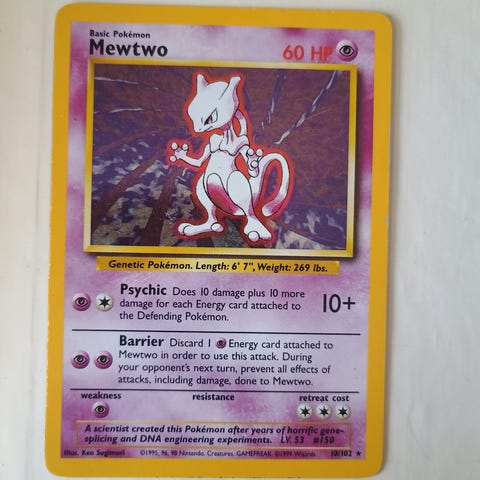 Basic Pokémon
Mewtwo
60 HP
Genetic Pokémon. Length: 6' 7", Weight: 269 lbs.
Psychic Does 10 damage plus 10 more
damage for each Energy card attached to
the Defending Pokémon.
10+
Barrier Discard 1 Energy card attached to
Mewtwo in order to use this attack. During
your opponent's next turn, prevent all effects of
attacks, including damage, done to Mewtwo.
weakness resistance retreat cost
A scientist created this Pokémon after years of horrific gene-
splicing and DNA engineering experiments. LV. 53 #150
Illus. Ken Sugimori ©1995, 96, 98 Nintendo, Creatures, GAMEFREAK. ©1999 Wizards. 10/102